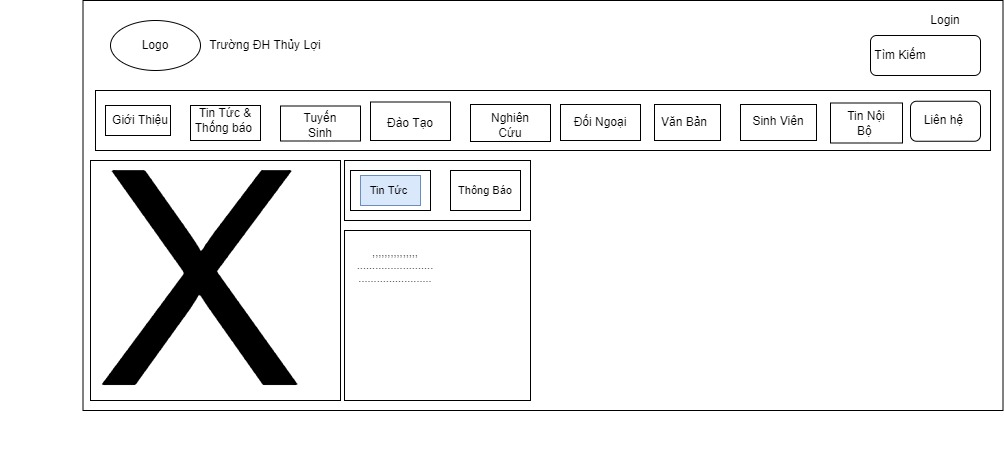 Login
Logo
Trường ĐH Thủy Lợi
Tìm Kiếm
Giới Thiệu
Tin Tức &
Thống báo
Tuyến
Sinh
Đào Tạo
Nghiên
Cứu
Đối Ngoại
Văn Bản
Sinh Viên
Tin Nội
Bộ
Liên hệ
X
Tin Tức
Thông Báo
,,,,,,,,,,,,,,,
.........................
........................